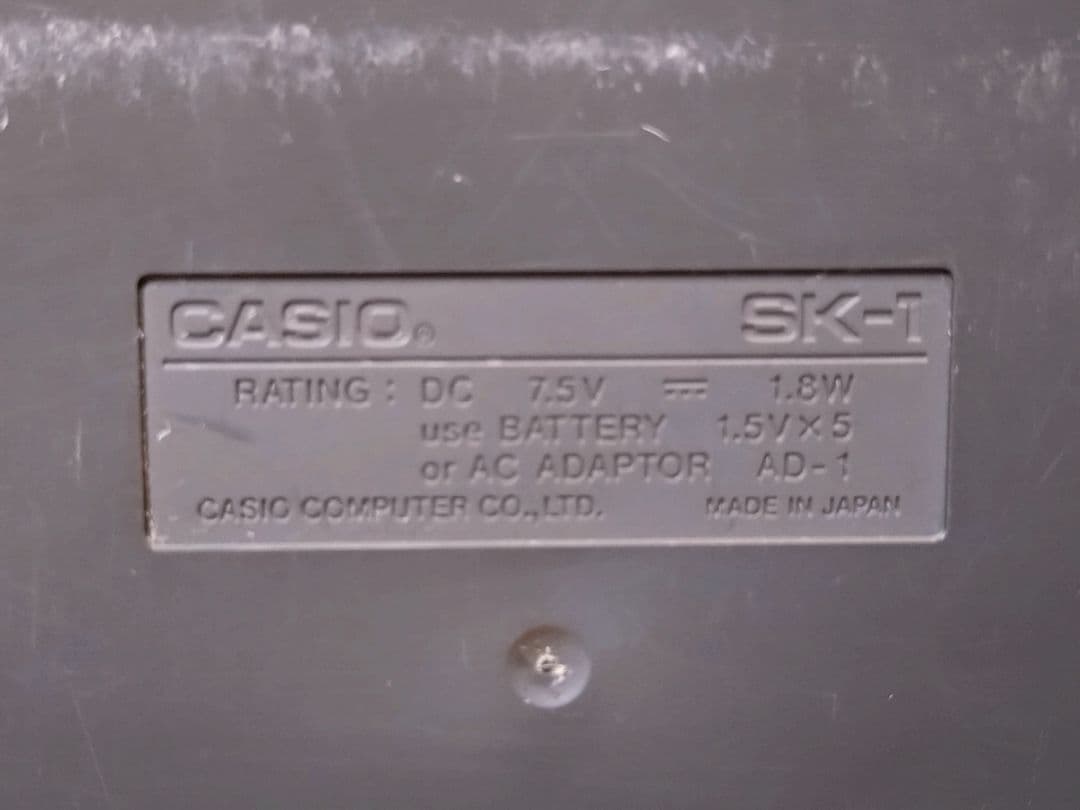 CASIO® SK-1
RATING : DC 7.5V ⎓ 1.8W
use BATTERY 1.5V×5
or AC ADAPTOR AD-1
CASIO COMPUTER CO.,LTD. MADE IN JAPAN